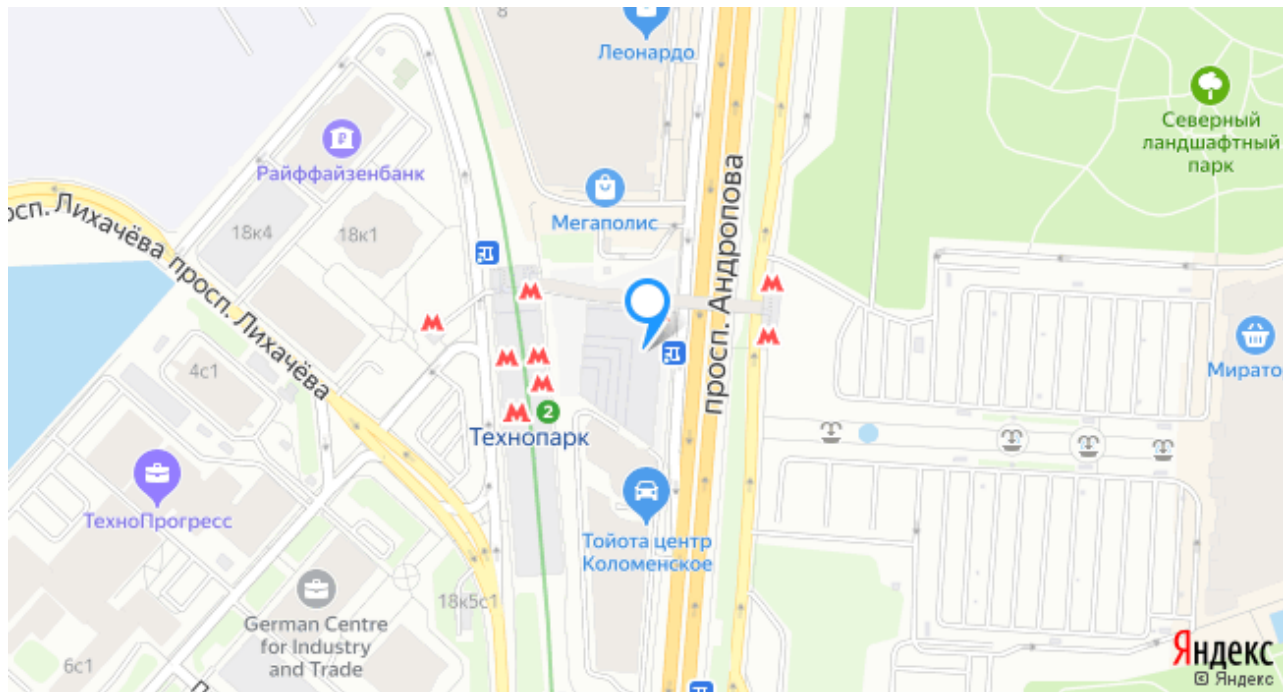 8
Леонардо
Северный
ландшафтный
парк
Райффайзенбанк
просп. Андропова
просп. Лихачёва
18к4
18к1
Мегаполис
просп. Лихачёва
4с1
2
Технопарк
ТехноПрогресс
Тойота центр
Коломенское
18к5с1
German Centre
for Industry
and Trade
6с1
Мирато
Яндекс
© Яндекс